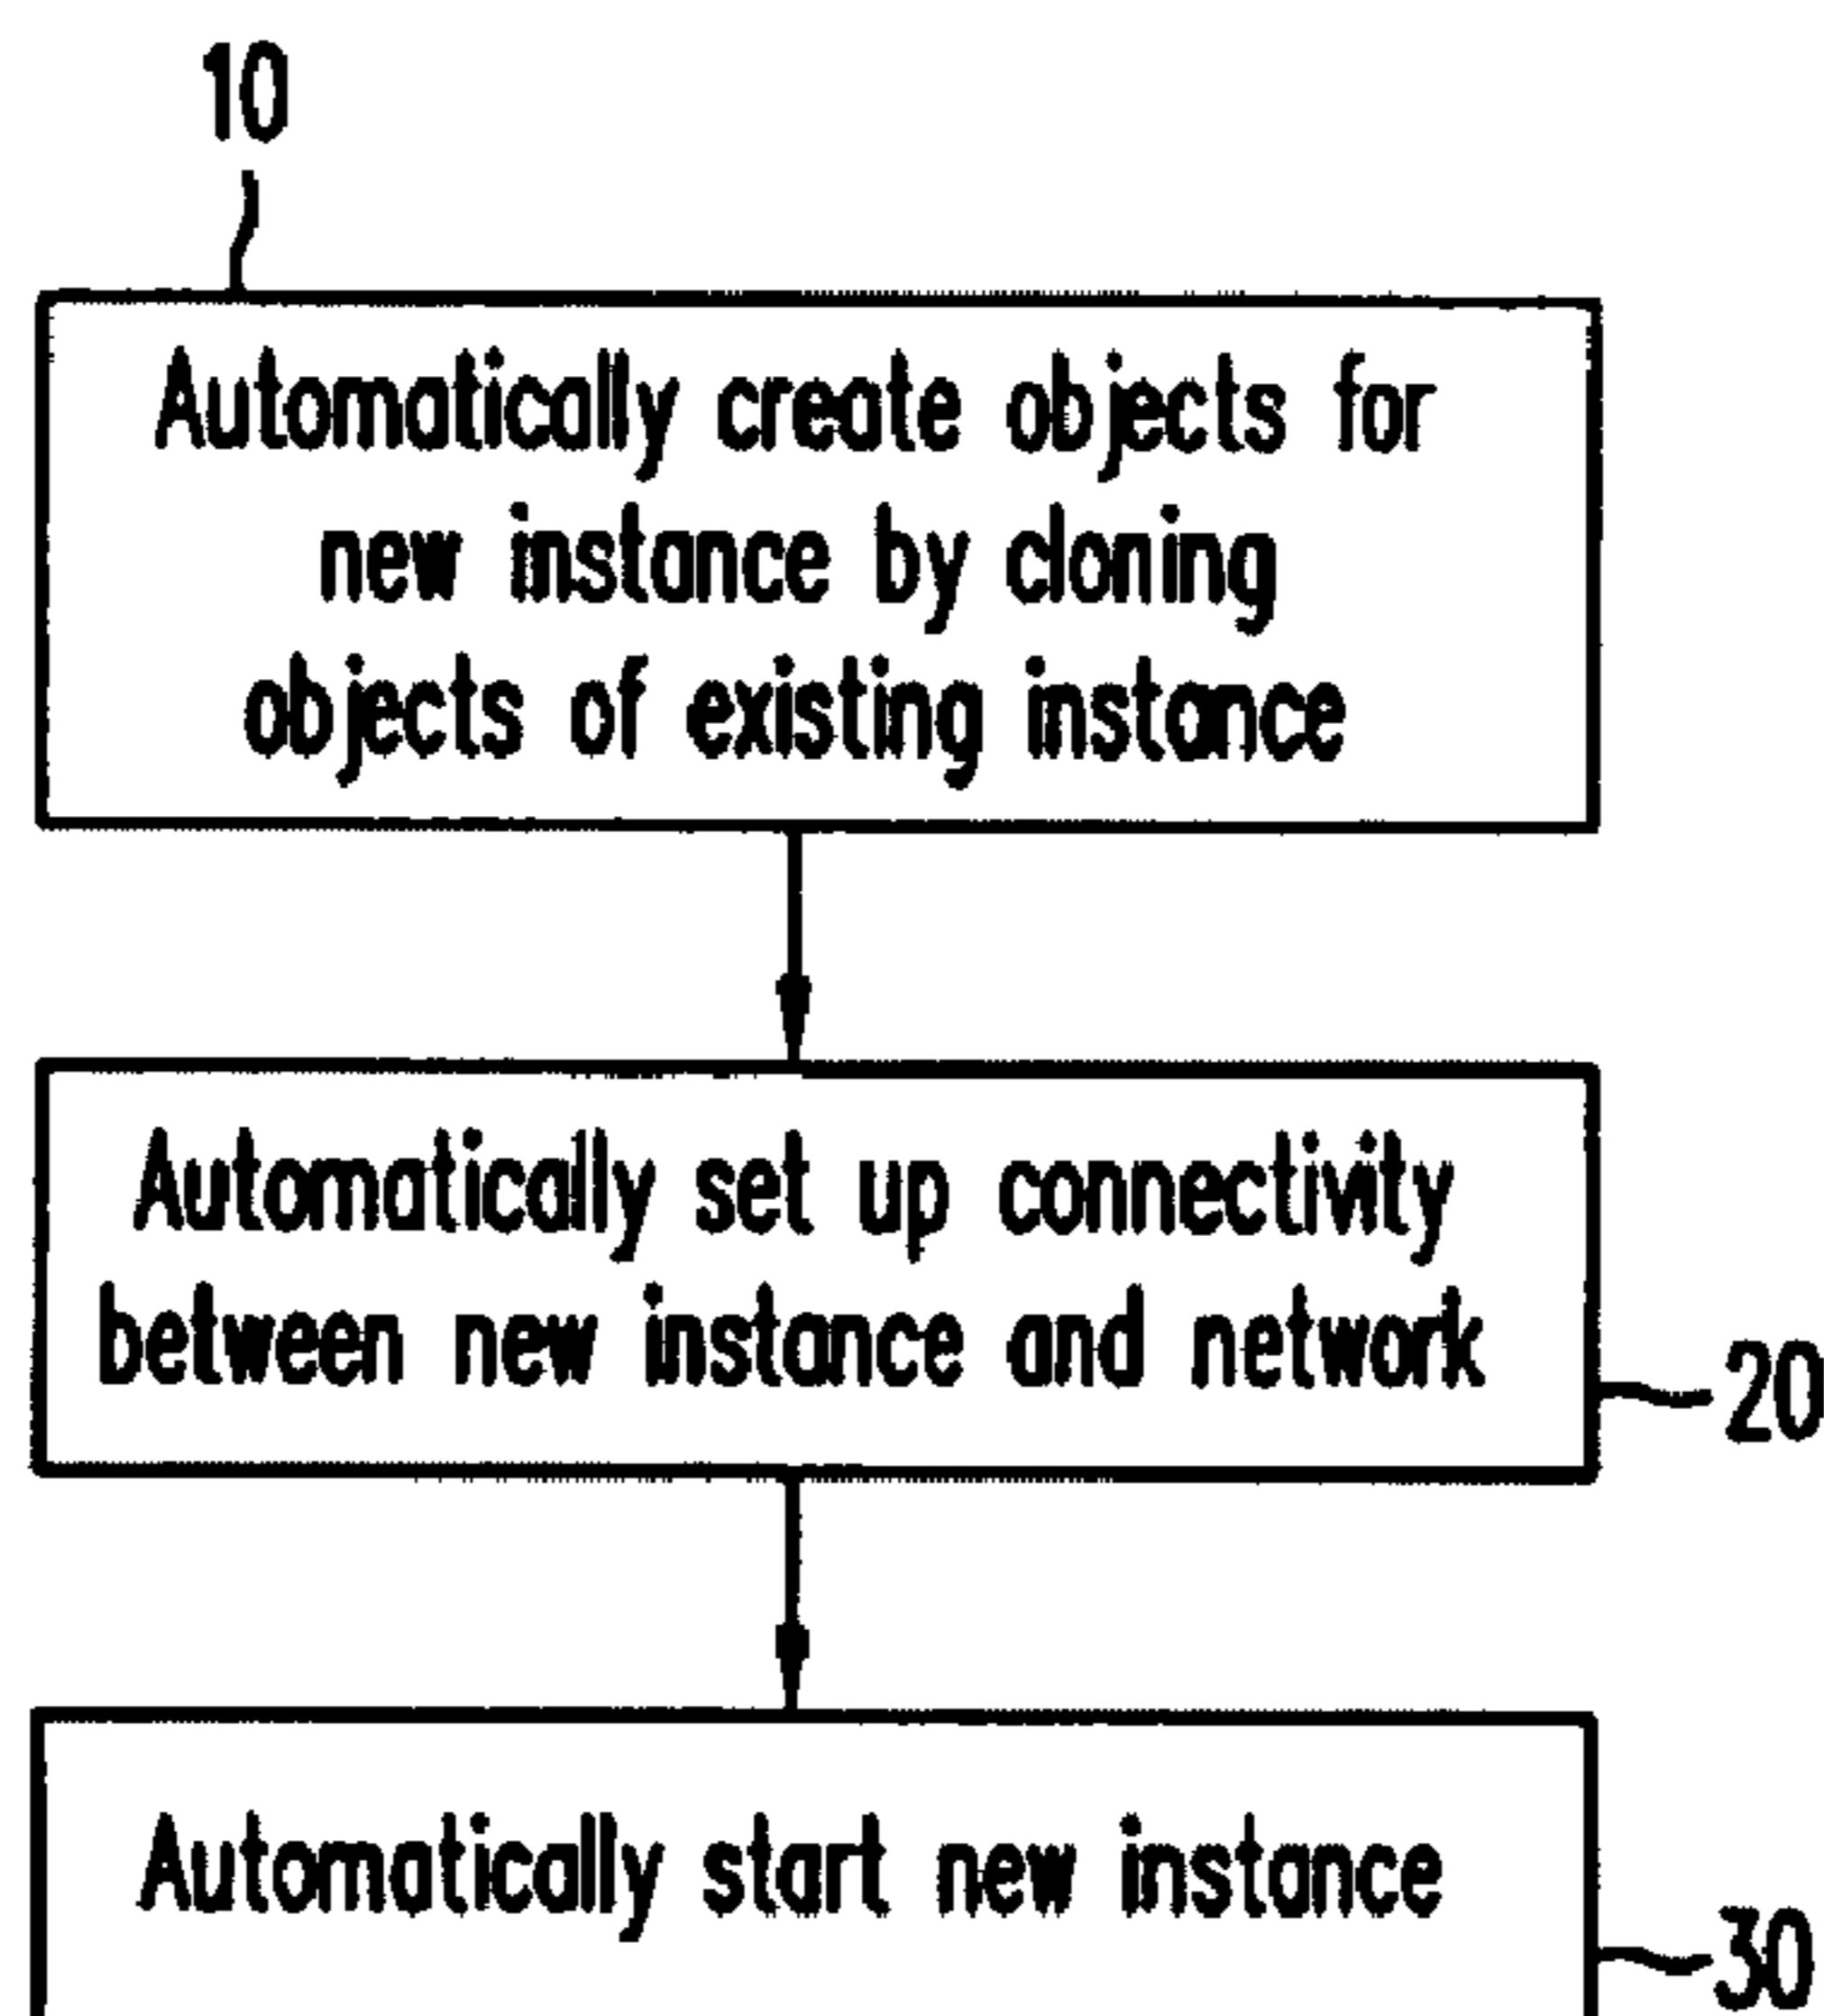 10
Automatically create objects for
new instance by cloning
objects of existing instance
Automatically set up connectivity
between new instance and network
20
Automatically start new instance
30